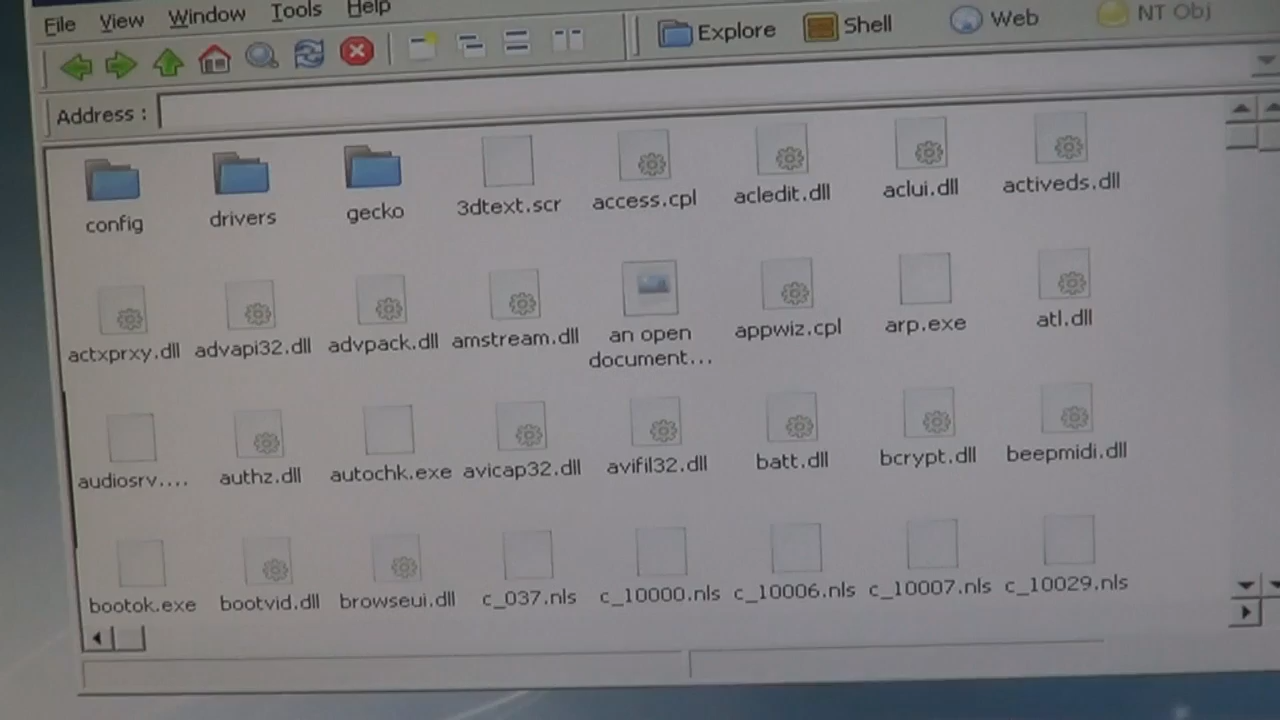 File View Window Tools Help
Explore Shell Web NT Obj
Address :
config drivers gecko 3dtext.scr access.cpl acledit.dll aclui.dll activeds.dll
actxprxy.dll advapi32.dll advpack.dll amstream.dll an open document... appwiz.cpl arp.exe atl.dll
audiosrv.... authz.dll autochk.exe avicap32.dll avifil32.dll batt.dll bcrypt.dll beepmidi.dll
bootok.exe bootvid.dll browseui.dll c_037.nls c_10000.nls c_10006.nls c_10007.nls c_10029.nls